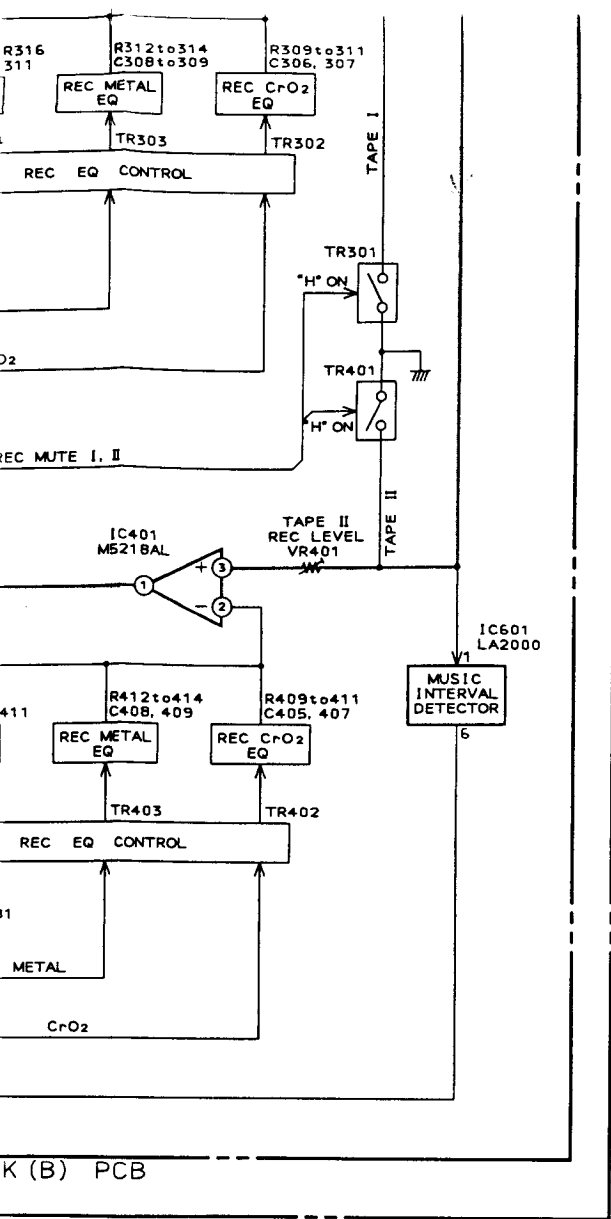 R316
311
R312to314
C308to309
R309to311
C306, 307
REC METAL
EQ
REC CrO2
EQ
TR303
TR302
REC EQ CONTROL
TAPE I
TR301
"H" ON
O2
TR401
"H" ON
REC MUTE I, II
TAPE II
IC401
M5218AL
TAPE II
REC LEVEL
VR401
+
3
1
−
2
IC601
LA2000
1
MUSIC
INTERVAL
DETECTOR
6
411
R412to414
C408, 409
R409to411
C405, 407
REC METAL
EQ
REC CrO2
EQ
TR403
TR402
REC EQ CONTROL
METAL
CrO2
K (B) PCB